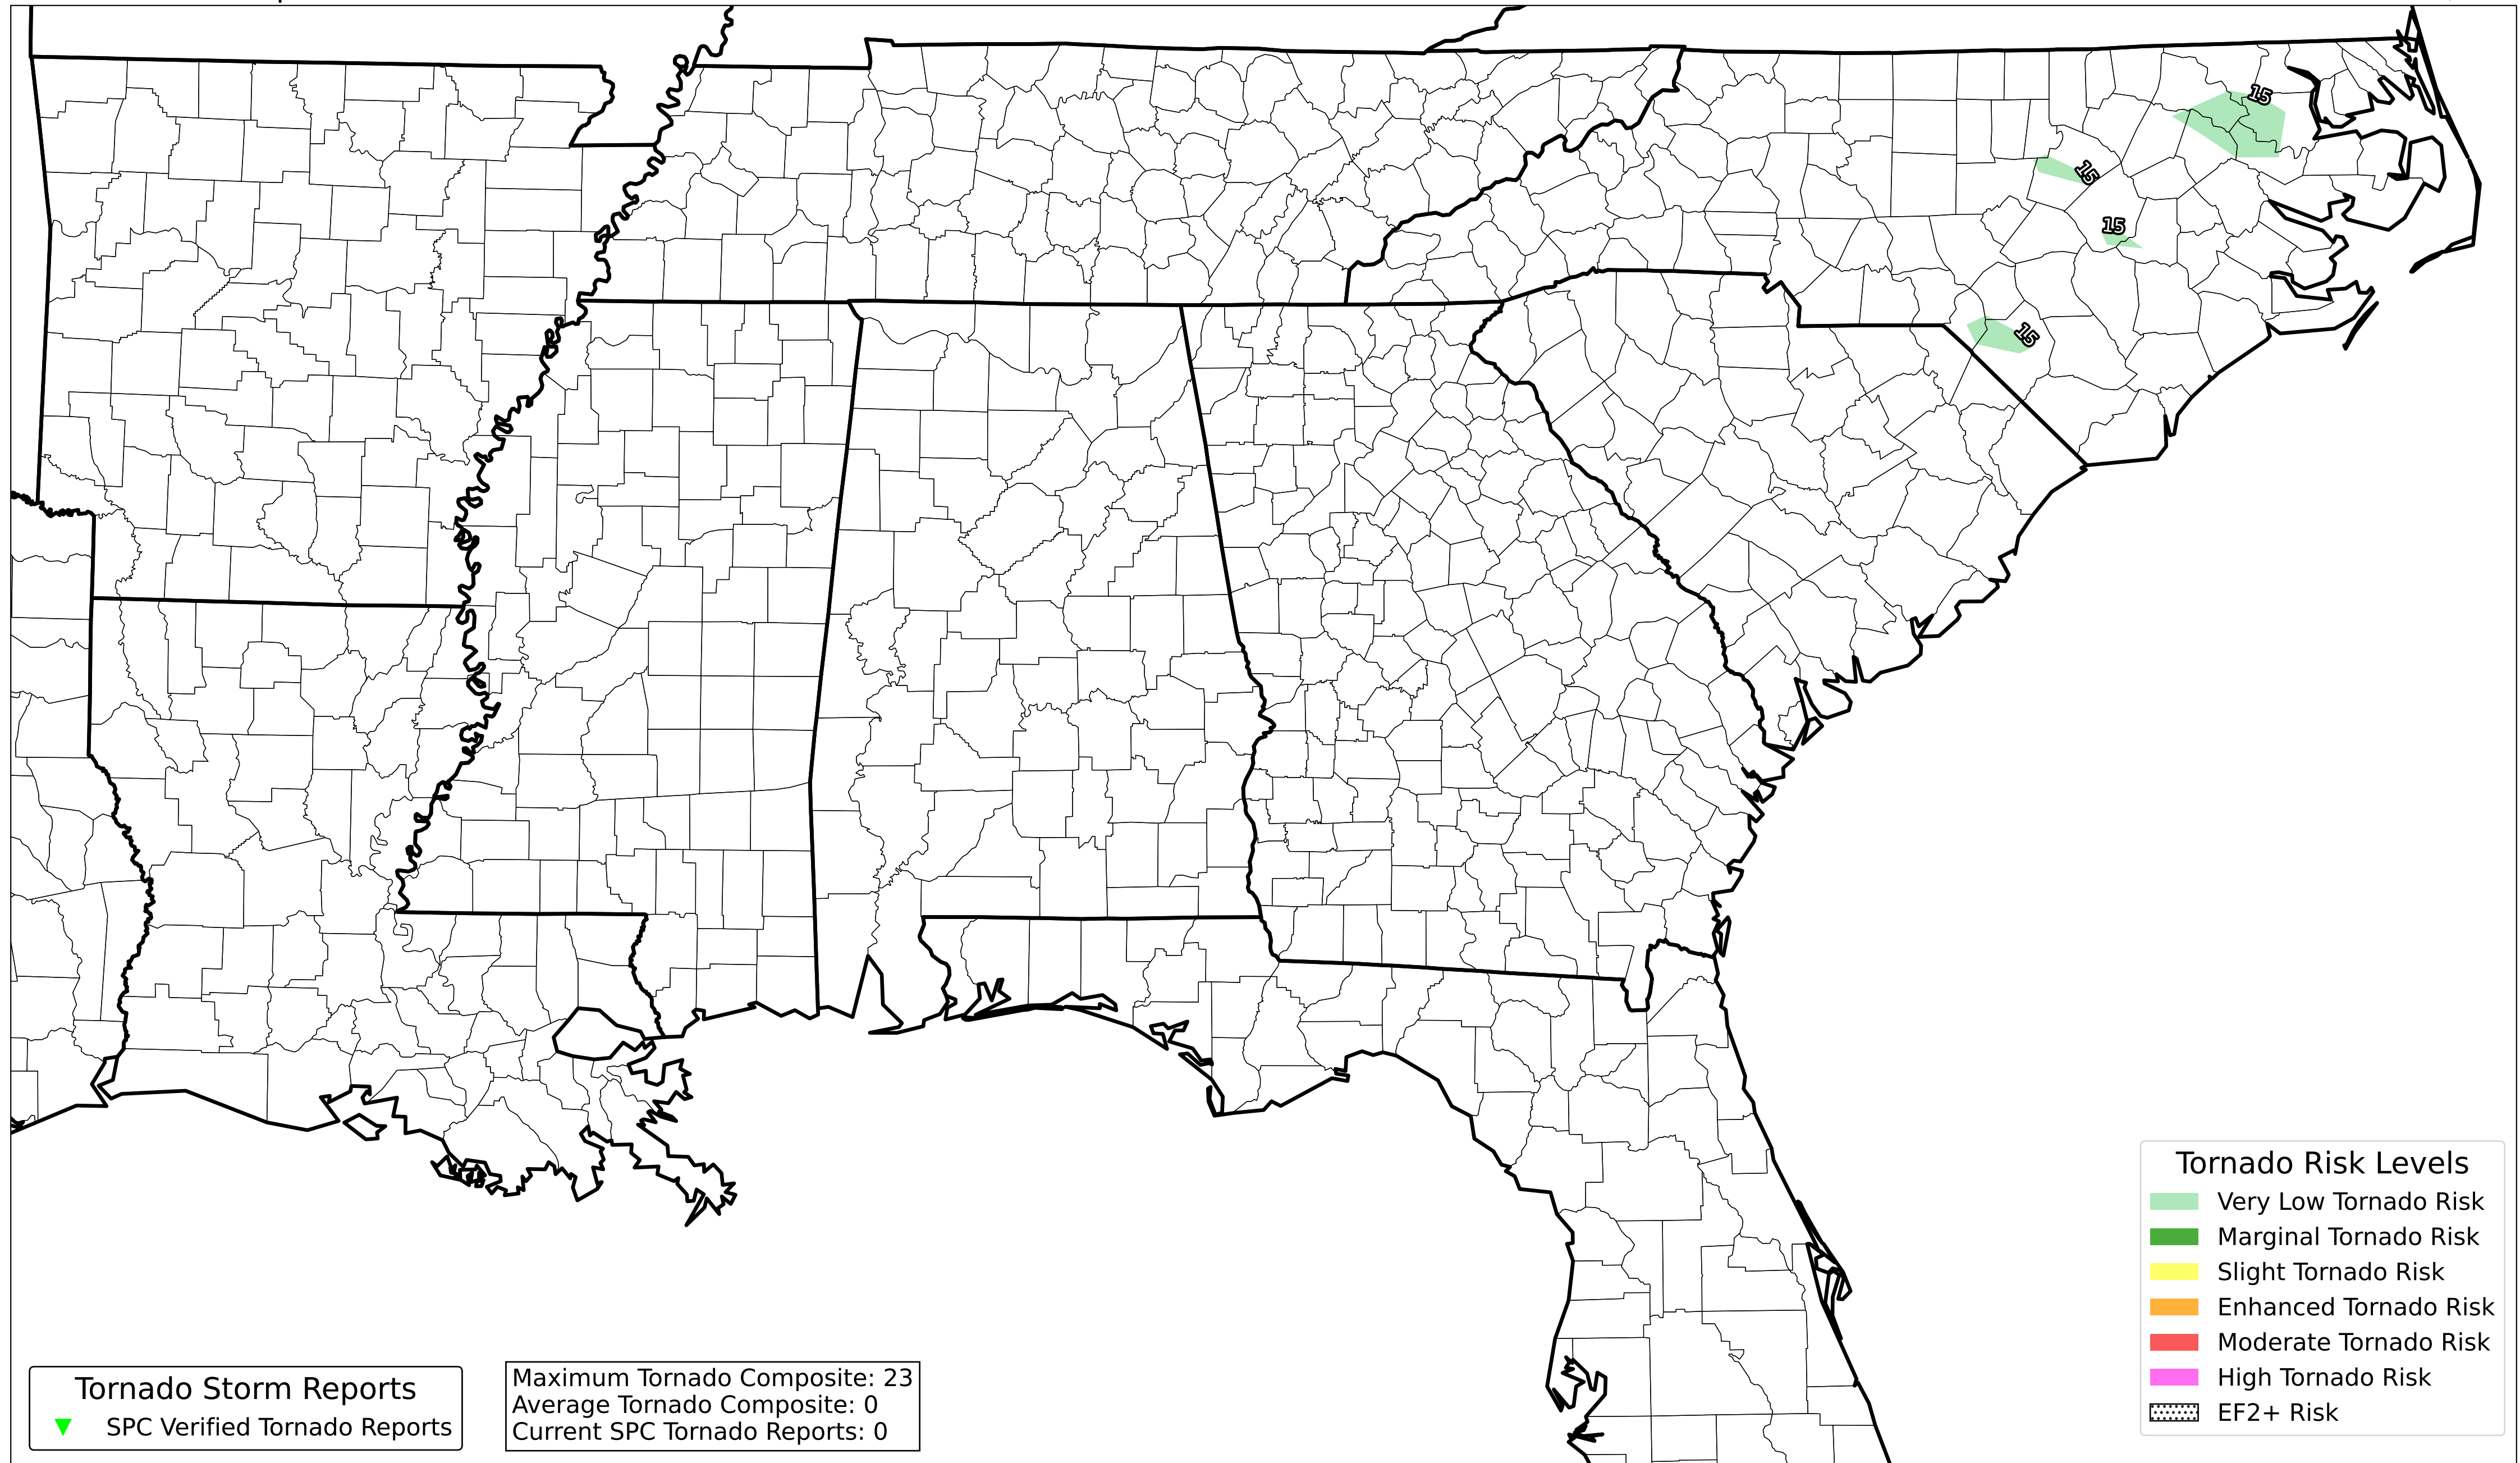 15
15
15
15
Tornado Risk Levels
Very Low Tornado Risk
Marginal Tornado Risk
Slight Tornado Risk
Enhanced Tornado Risk
Moderate Tornado Risk
High Tornado Risk
EF2+ Risk
Tornado Storm Reports
SPC Verified Tornado Reports
Maximum Tornado Composite: 23
Average Tornado Composite: 0
Current SPC Tornado Reports: 0